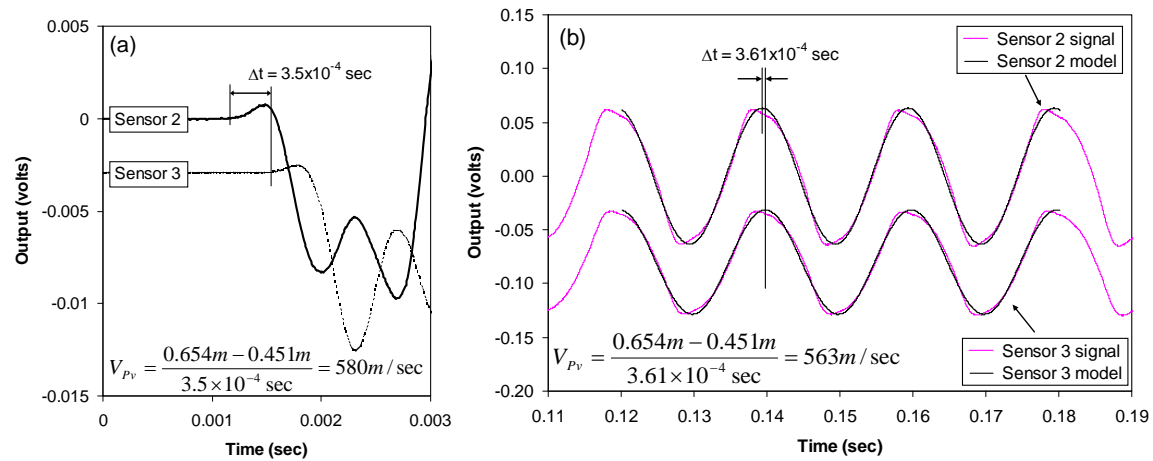 (a)
Δt = 3.5x10-4 sec
Sensor 2
Sensor 3
0.005
0
-0.005
-0.01
-0.015
Output (volts)
V_Pv = (0.654m − 0.451m) / (3.5 × 10^-4 sec) = 580m / sec
0
0.001
0.002
0.003
Time (sec)
(b)
Δt = 3.61x10-4 sec
Sensor 2 signal
Sensor 2 model
0.15
0.10
0.05
0.00
-0.05
-0.10
-0.15
-0.20
Output (volts)
V_Pv = (0.654m − 0.451m) / (3.61 × 10^-4 sec) = 563m / sec
Sensor 3 signal
Sensor 3 model
0.11
0.12
0.13
0.14
0.15
0.16
0.17
0.18
0.19
Time (sec)